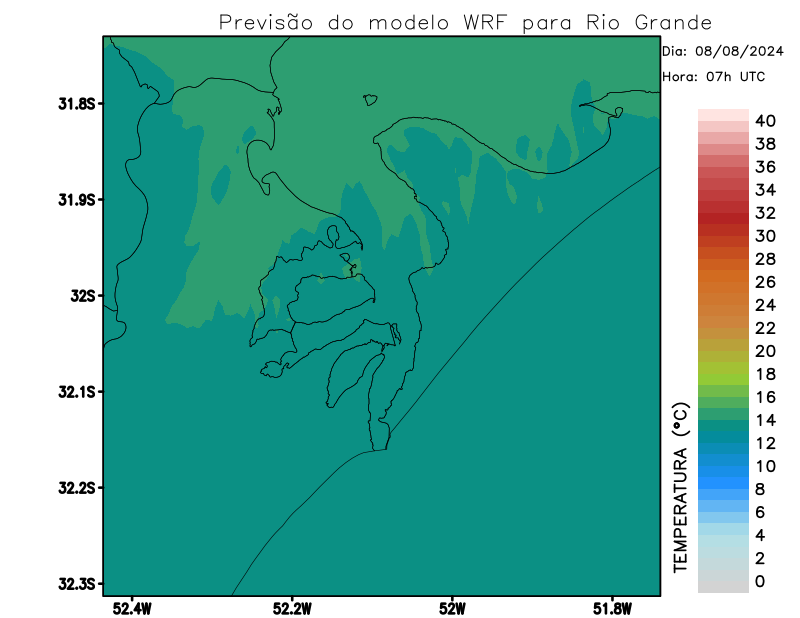 Previsão do modelo WRF para Rio Grande
Dia: 08/08/2024
Hora: 07h UTC
31.8S
31.9S
32S
32.1S
32.2S
32.3S
52.4W
52.2W
52W
51.8W
TEMPERATURA (°C)
40
38
36
34
32
30
28
26
24
22
20
18
16
14
12
10
8
6
4
2
0